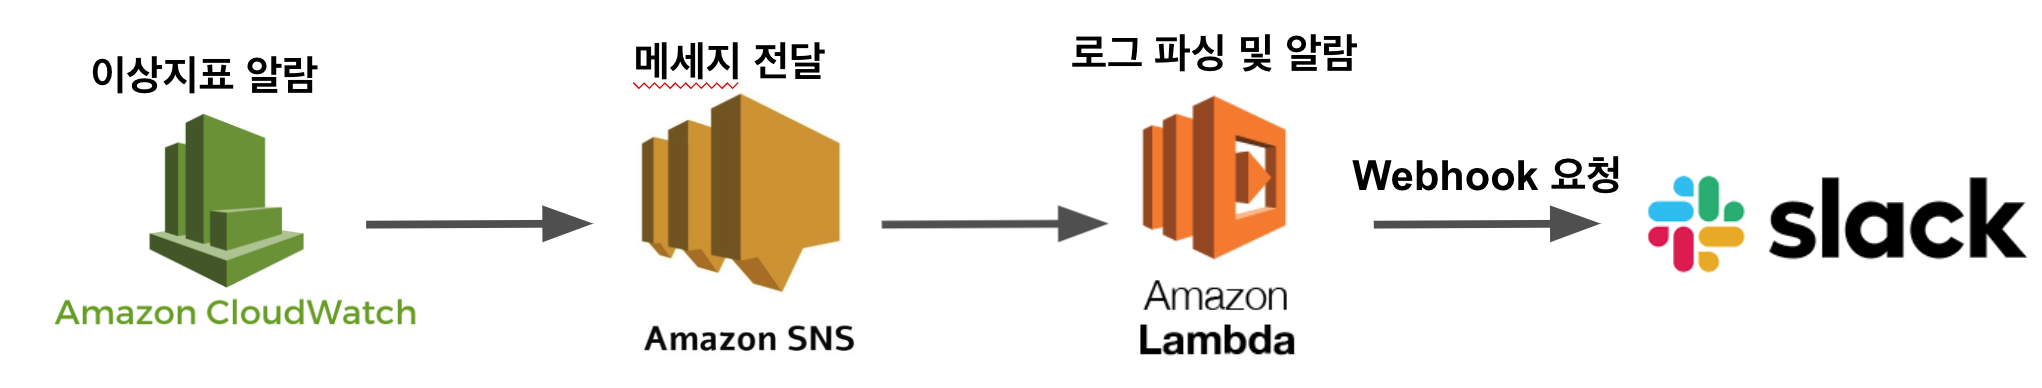 이상지표 알람
Amazon CloudWatch
메세지 전달
Amazon SNS
로그 파싱 및 알람
Amazon
Lambda
Webhook 요청
slack